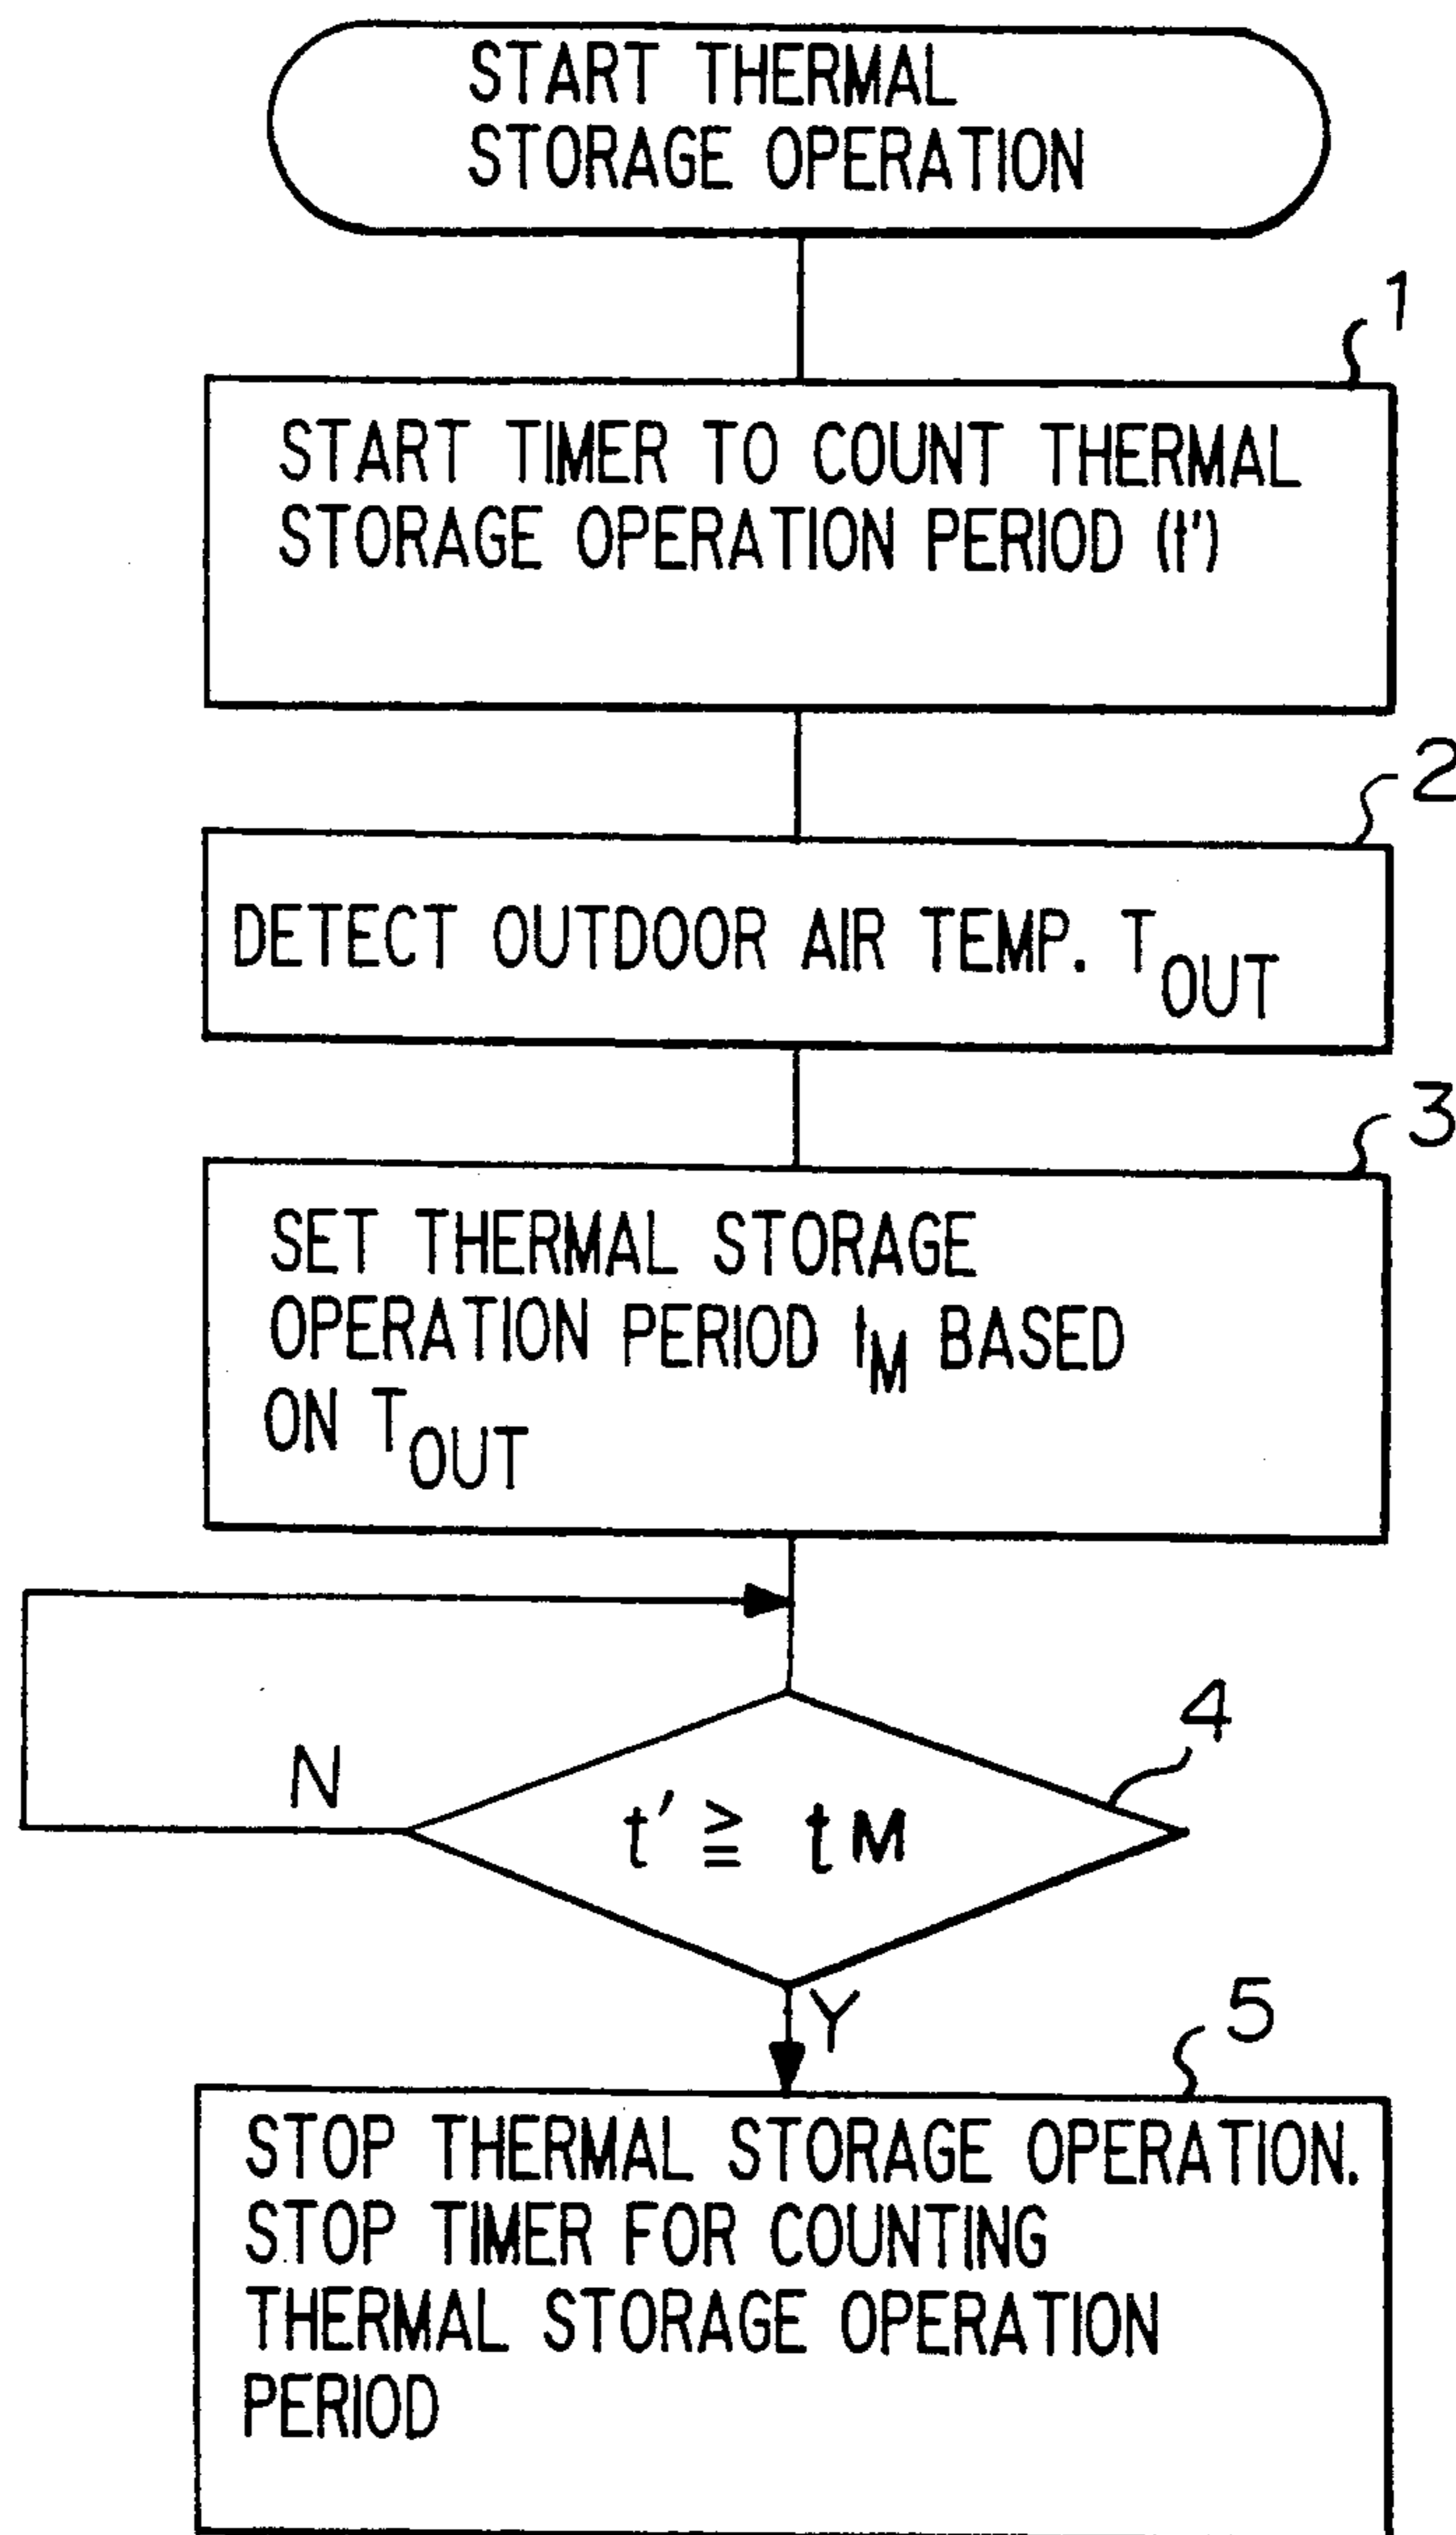 START THERMAL
STORAGE OPERATION
1
START TIMER TO COUNT THERMAL
STORAGE OPERATION PERIOD (t')
2
DETECT OUTDOOR AIR TEMP. T OUT
3
SET THERMAL STORAGE
OPERATION PERIOD tM BASED
ON TOUT
4
N
t' ≧ tM
Y
5
STOP THERMAL STORAGE OPERATION.
STOP TIMER FOR COUNTING
THERMAL STORAGE OPERATION
PERIOD